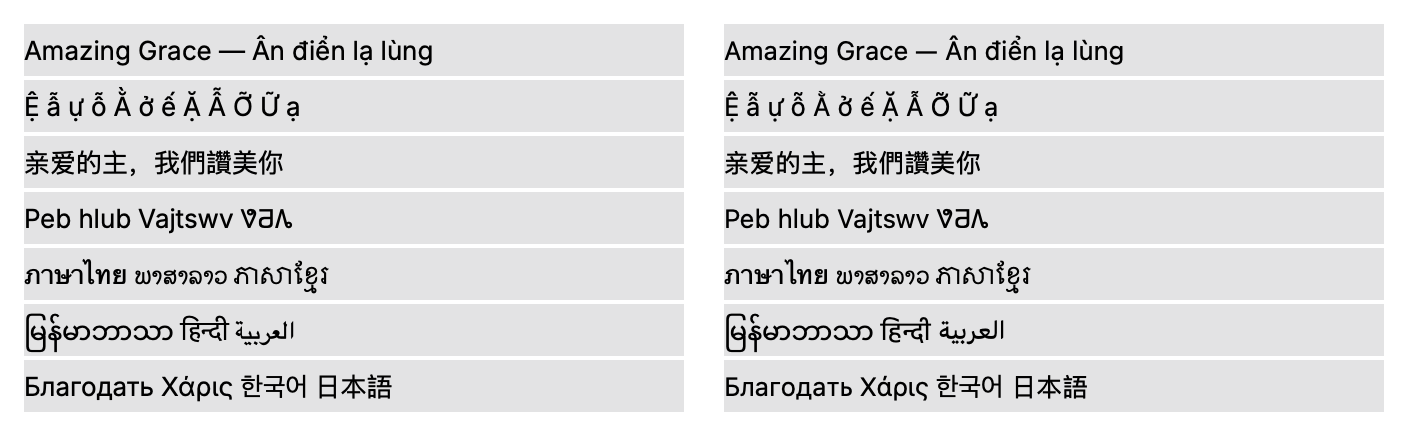 Amazing Grace — Ân điển lạ lùng
Ệ ẫ ự ỗ Ằ ở ế Ặ Ẫ Ỡ Ữ ạ
亲爱的主，我們讚美你
Peb hlub Vajtswv 𖬌𖬣𖬵
ภาษาไทย ພາສາລາວ ភាសាខ្មែរ
မြန်မာဘာသာ हिन्दी العربية
Благодать Χάρις 한국어 日本語
Amazing Grace — Ân điển lạ lùng
Ệ ẫ ự ỗ Ằ ở ế Ặ Ẫ Ỡ Ữ ạ
亲爱的主，我們讚美你
Peb hlub Vajtswv 𖬌𖬣𖬵
ภาษาไทย ພາສາລາວ ភាសាខ្មែរ
မြန်မာဘာသာ हिन्दी العربية
Благодать Χάρις 한국어 日本語